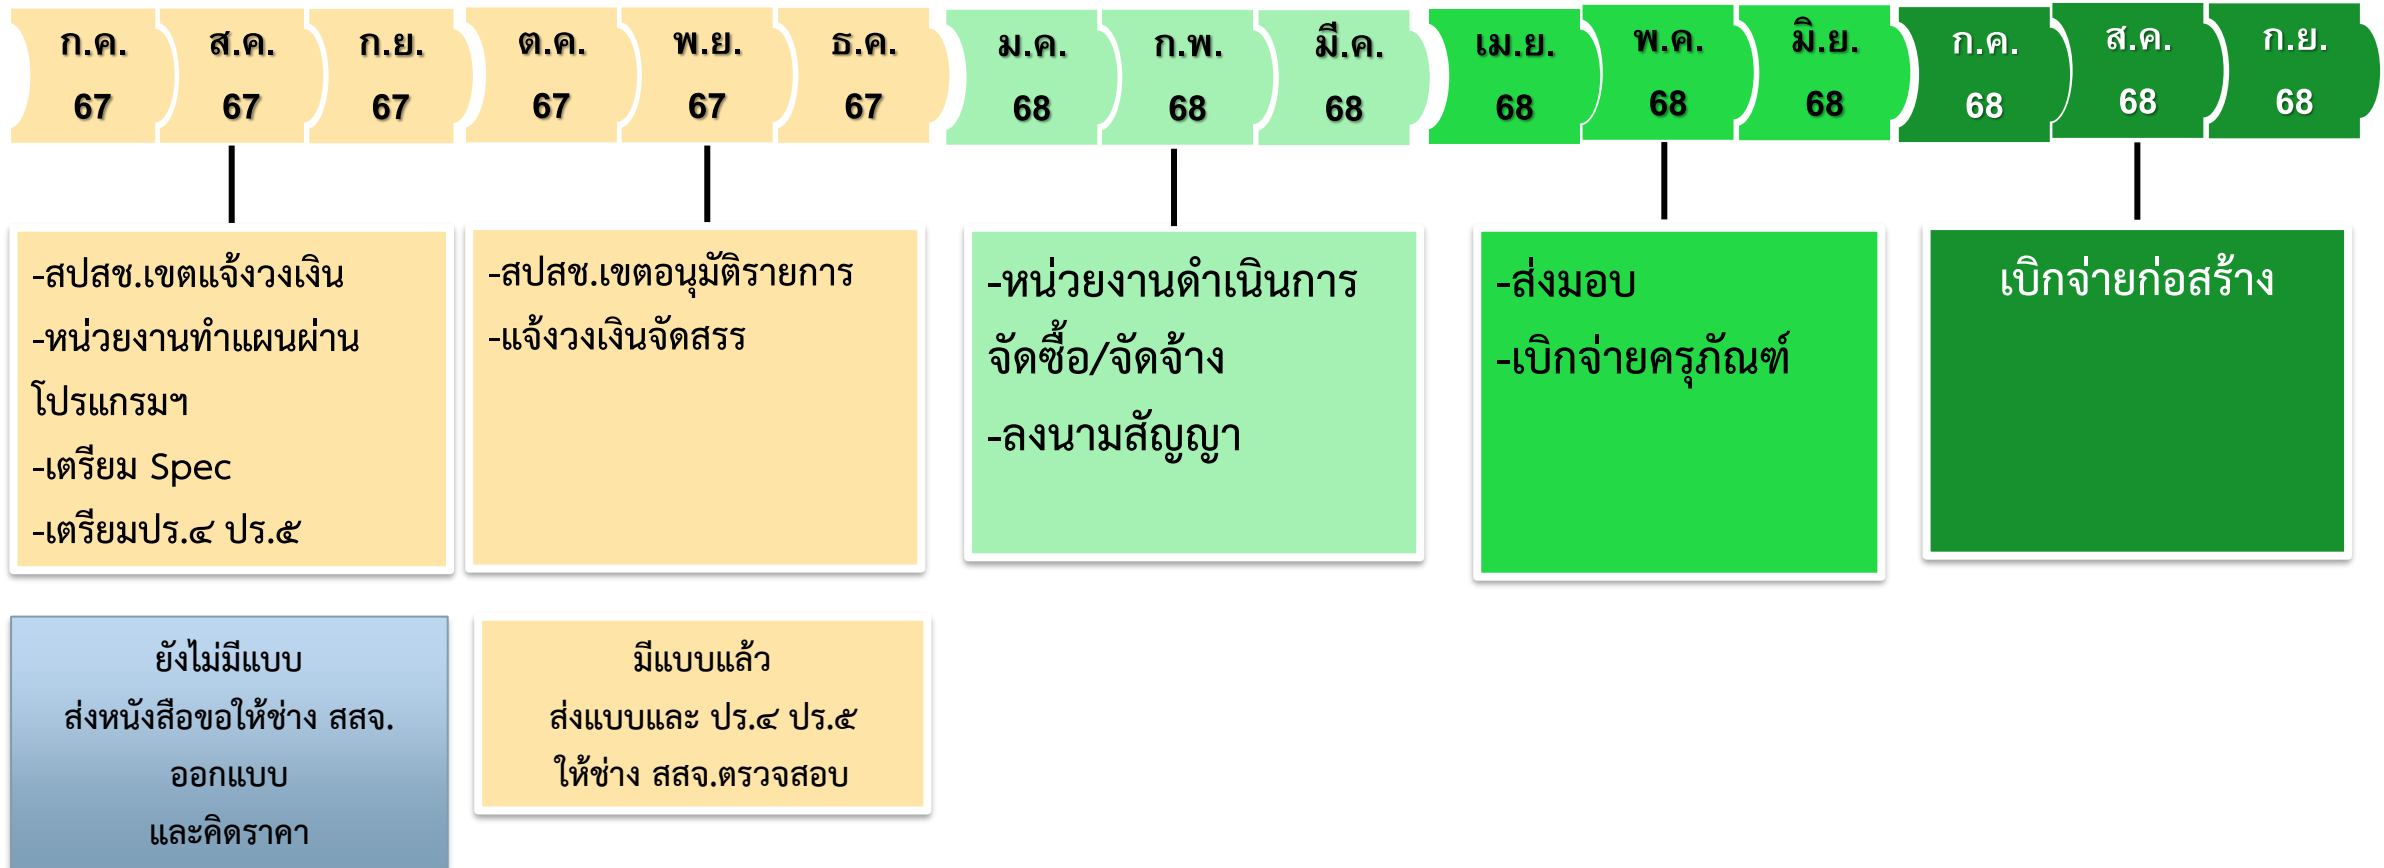 ก.ค. ส.ค. ก.ย. ต.ค. พ.ย. ธ.ค. ม.ค. ก.พ. มี.ค. เม.ย. พ.ค. มิ.ย. ก.ค. ส.ค. ก.ย.
67 67 67 67 67 67 68 68 68 68 68 68 68 68 68
-สปสช.เขตแจ้งวงเงิน
-หน่วยงานทำแผนผ่าน
โปรแกรมฯ
-เตรียม Spec
-เตรียมปร.๔ ปร.๕
-สปสช.เขตอนุมัติรายการ
-แจ้งวงเงินจัดสรร
-หน่วยงานดำเนินการ
จัดซื้อ/จัดจ้าง
-ลงนามสัญญา
-ส่งมอบ
-เบิกจ่ายครุภัณฑ์
เบิกจ่ายก่อสร้าง
ยังไม่มีแบบ
ส่งหนังสือขอให้ช่าง สสจ.
ออกแบบ
และคิดราคา
มีแบบแล้ว
ส่งแบบและ ปร.๔ ปร.๕
ให้ช่าง สสจ.ตรวจสอบ